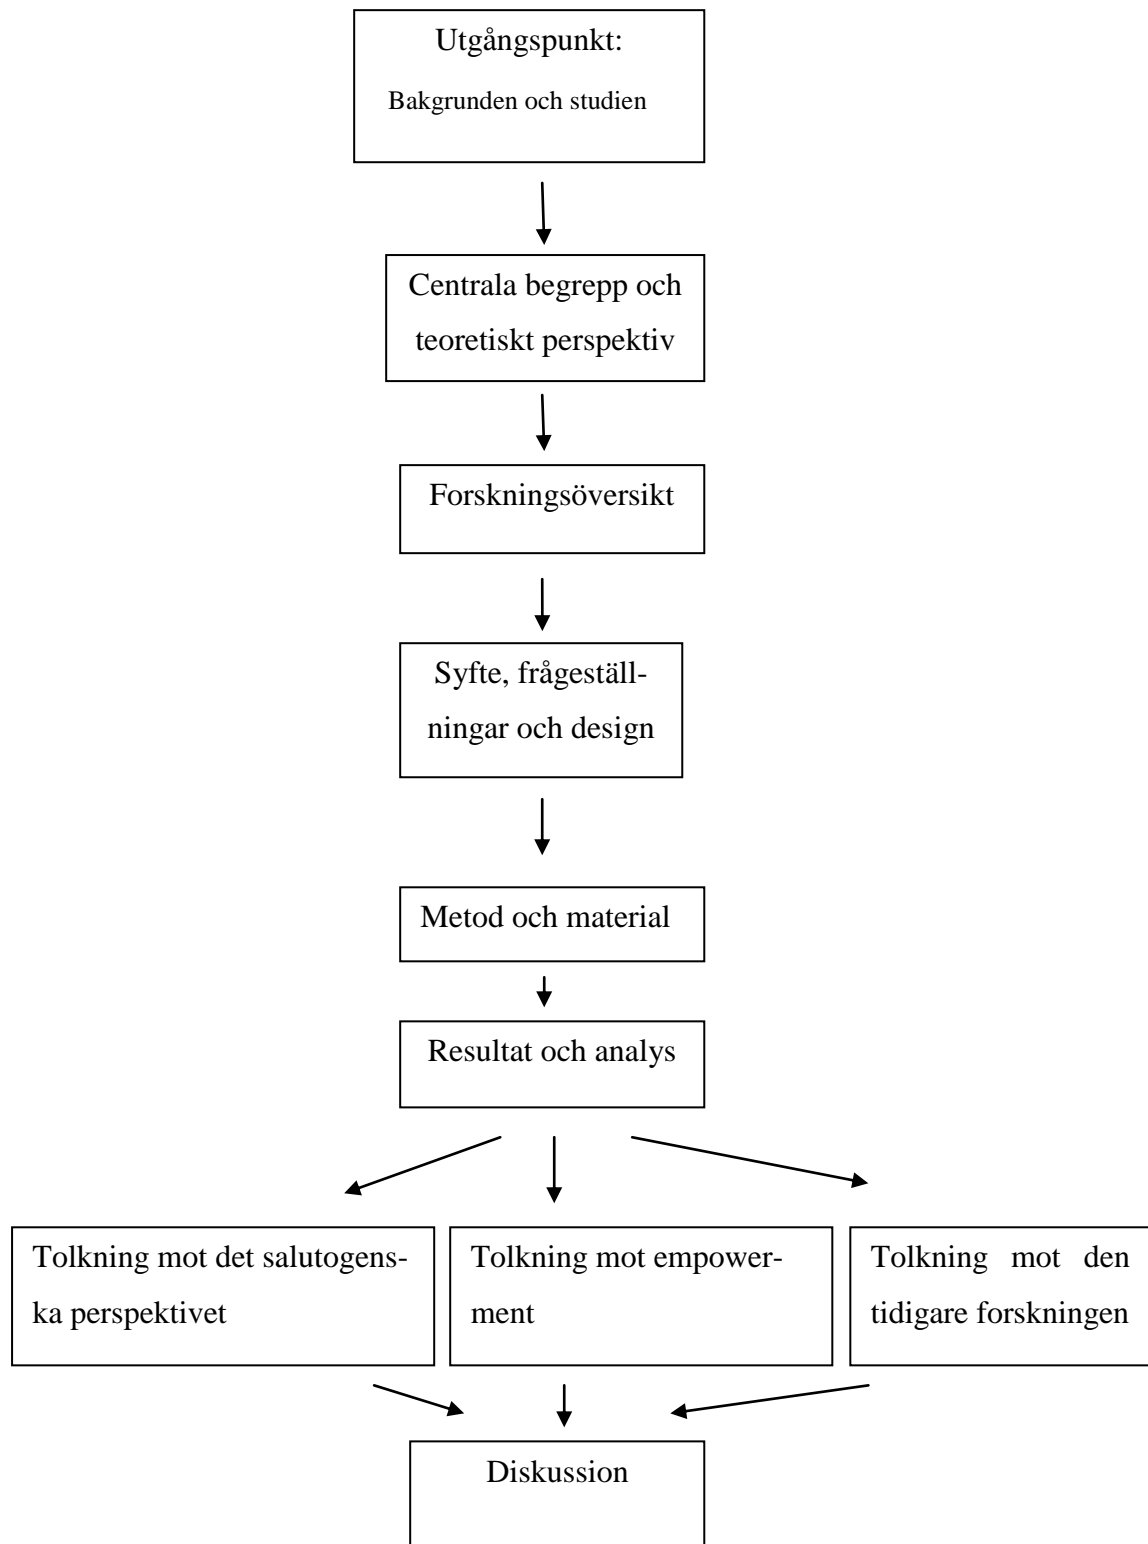 Utgångspunkt:
Bakgrunden och studien
Centrala begrepp och
teoretiskt perspektiv
Forskningsöversikt
Syfte, frågeställ-
ningar och design
Metod och material
Resultat och analys
Tolkning mot det salutogens-
ka perspektivet
Tolkning mot empower-
ment
Tolkning mot den
tidigare forskningen
Diskussion